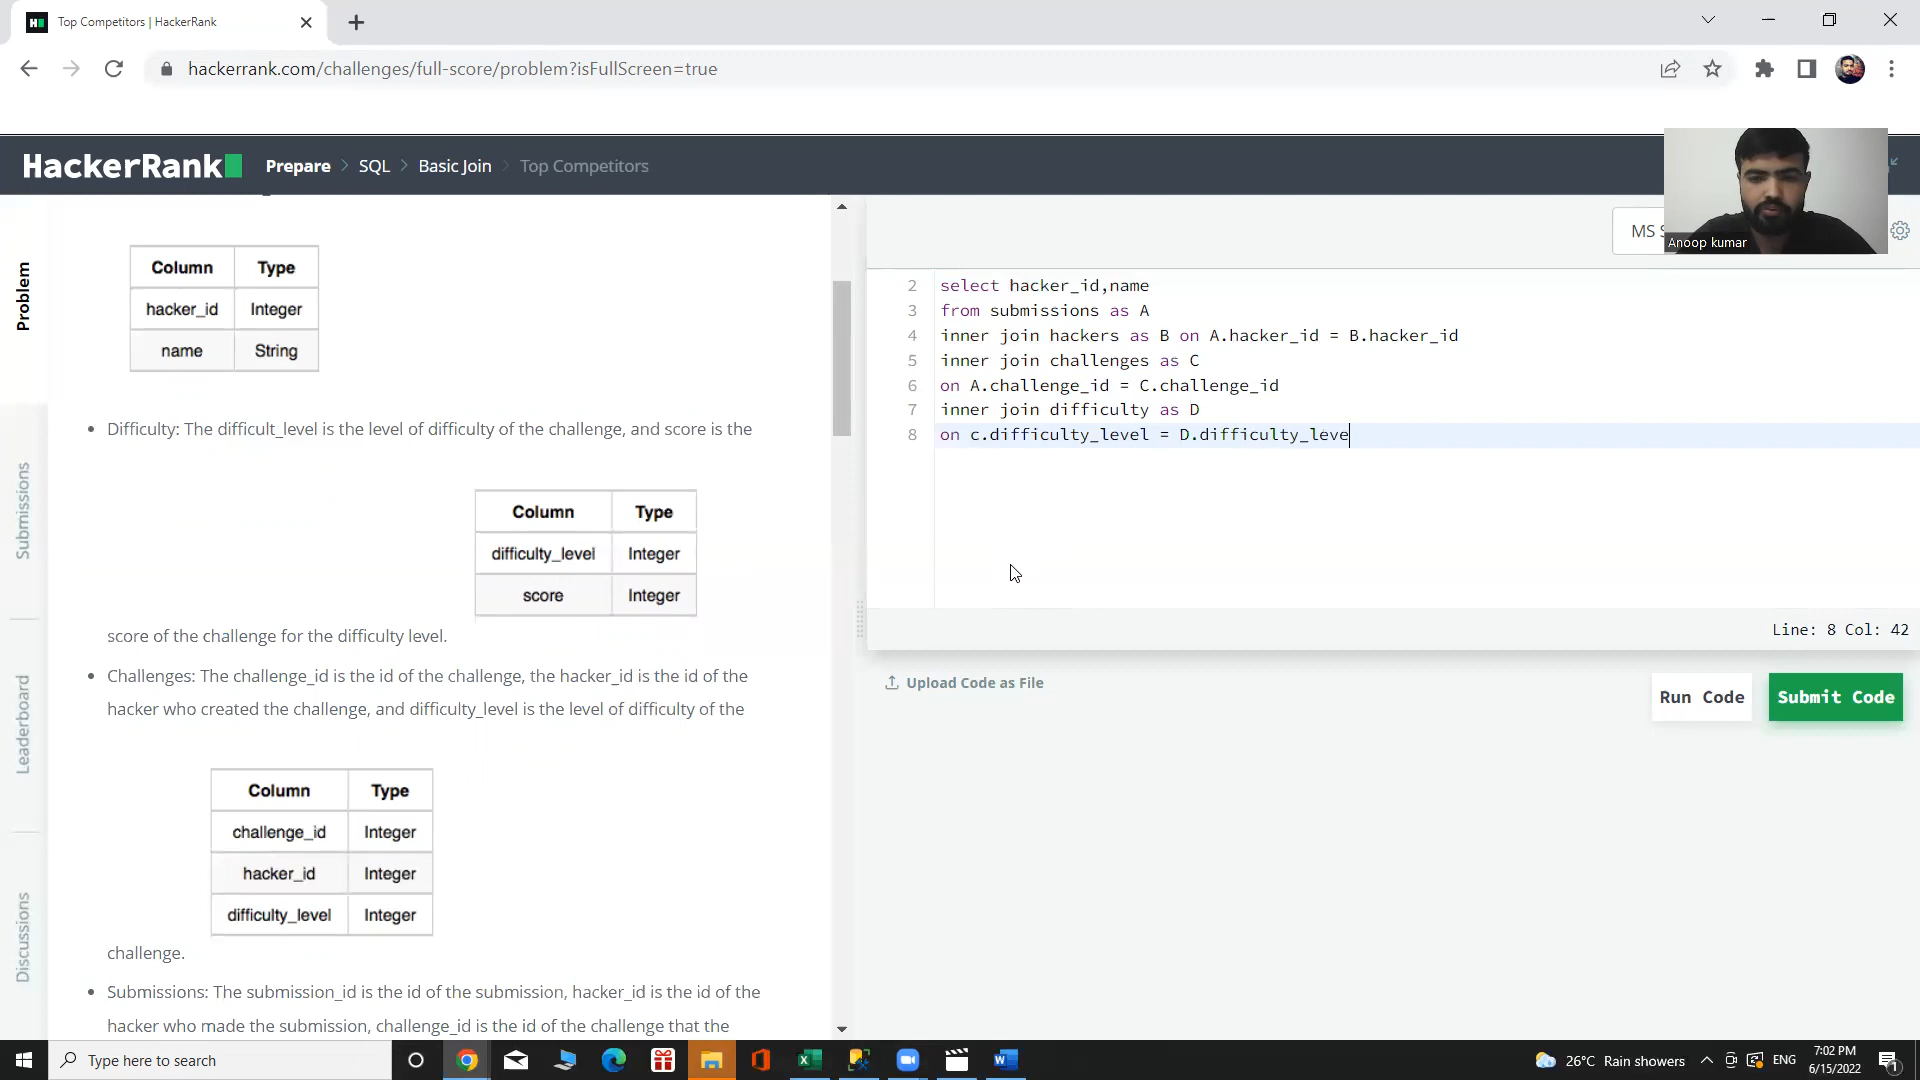 Top Competitors | HackerRank
hackerrank.com/challenges/full-score/problem?isFullScreen=true
HackerRank
Prepare > SQL > Basic Join > Top Competitors
Problem
Submissions
Leaderboard
Discussions
Column Type
hacker_id Integer
name String
• Difficulty: The difficult_level is the level of difficulty of the challenge, and score is the
Column Type
difficulty_level Integer
score Integer
score of the challenge for the difficulty level.
• Challenges: The challenge_id is the id of the challenge, the hacker_id is the id of the
hacker who created the challenge, and difficulty_level is the level of difficulty of the
Column Type
challenge_id Integer
hacker_id Integer
difficulty_level Integer
challenge.
• Submissions: The submission_id is the id of the submission, hacker_id is the id of the
hacker who made the submission, challenge_id is the id of the challenge that the
MS S
Anoop kumar
2 select hacker_id,name
3 from submissions as A
4 inner join hackers as B on A.hacker_id = B.hacker_id
5 inner join challenges as C
6 on A.challenge_id = C.challenge_id
7 inner join difficulty as D
8 on c.difficulty_level = D.difficulty_leve
Line: 8 Col: 42
Upload Code as File
Run Code
Submit Code
Type here to search
26°C Rain showers
ENG
7:02 PM
6/15/2022
1